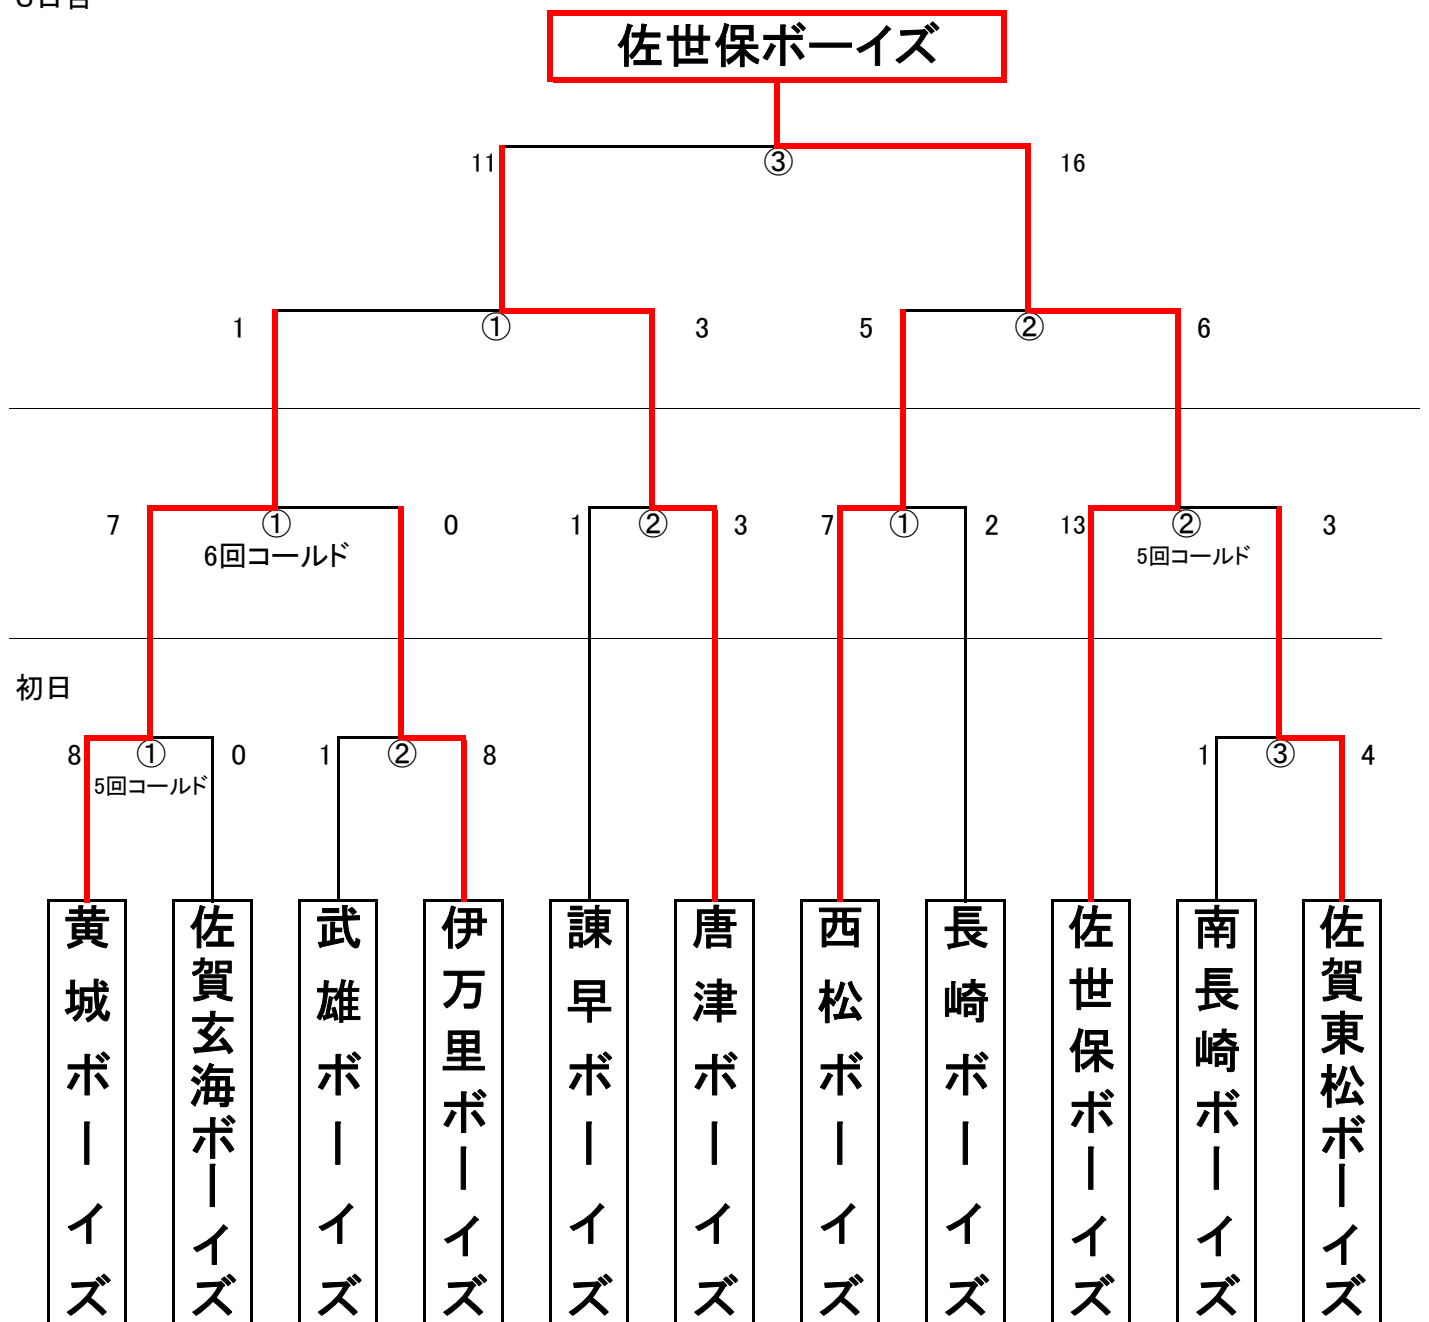 佐世保ボーイズ
11
③
16
1
①
3
5
②
6
7
①
0
1
②
3
7
①
2
13
②
3
6回コールド
5回コールド
初日
8
①
0
1
②
8
1
③
4
5回コールド
黄城ボーイズ
佐賀玄海ボーイズ
武雄ボーイズ
伊万里ボーイズ
諫早ボーイズ
唐津ボーイズ
西松ボーイズ
長崎ボーイズ
佐世保ボーイズ
南長崎ボーイズ
佐賀東松ボーイズ